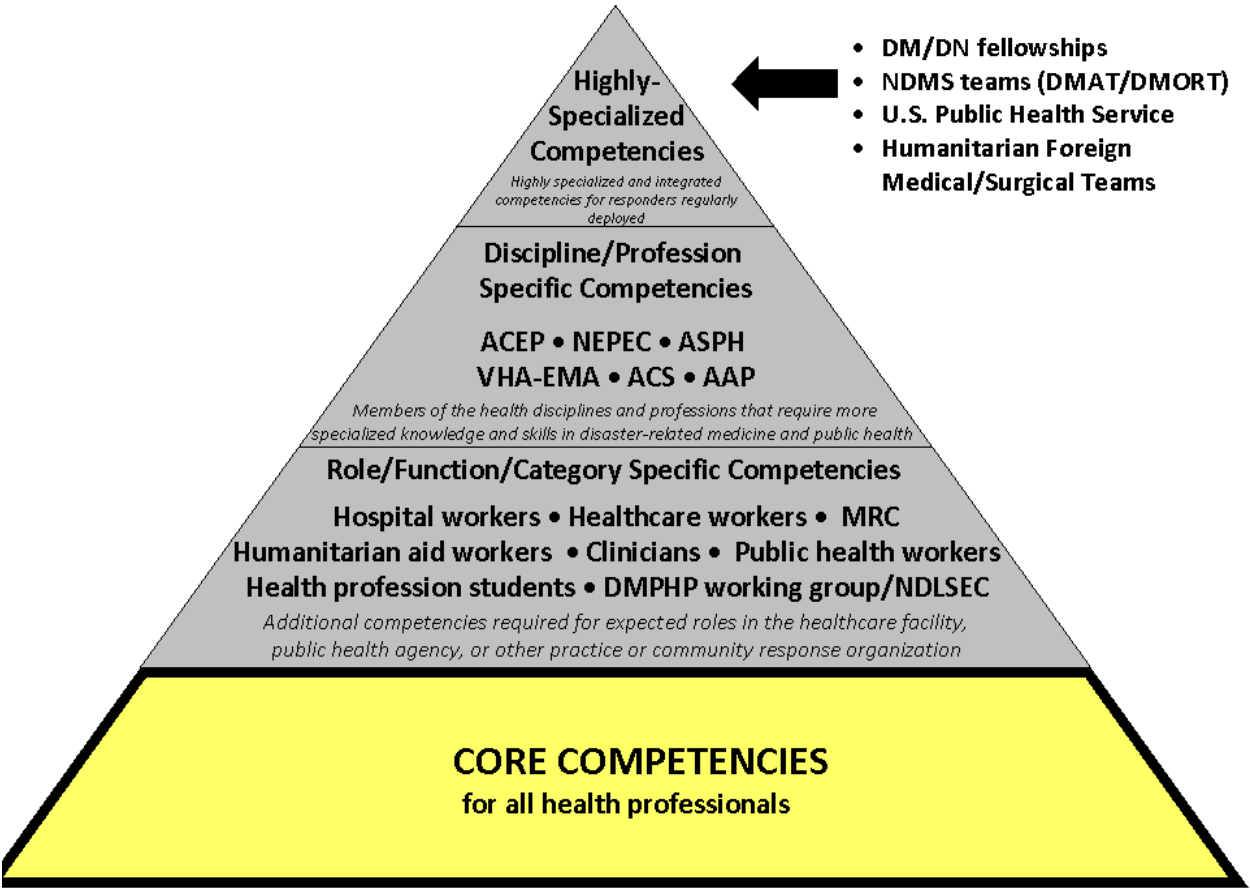 Highly-
Specialized
Competencies
Highly specialized and integrated
competencies for responders regularly
deployed
• DM/DN fellowships
• NDMS teams (DMAT/DMORT)
• U.S. Public Health Service
• Humanitarian Foreign
Medical/Surgical Teams
Discipline/Profession
Specific Competencies
ACEP • NEPEC • ASPH
VHA-EMA • ACS • AAP
Members of the health disciplines and professions that require more
specialized knowledge and skills in disaster-related medicine and public health
Role/Function/Category Specific Competencies
Hospital workers • Healthcare workers • MRC
Humanitarian aid workers • Clinicians • Public health workers
Health profession students • DMPHP working group/NDLSEC
Additional competencies required for expected roles in the healthcare facility,
public health agency, or other practice or community response organization
CORE COMPETENCIES
for all health professionals